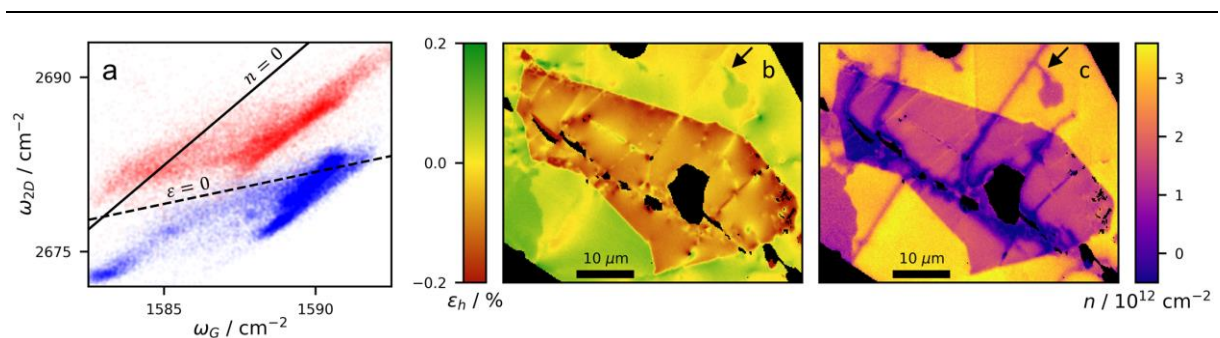 a
n = 0
ε = 0
2690
2675
ω2D / cm⁻²
1585
1590
ωG / cm⁻²
0.2
0.0
−0.2
εh / %
b
10 μm
c
10 μm
3
2
1
0
n / 10¹² cm⁻²